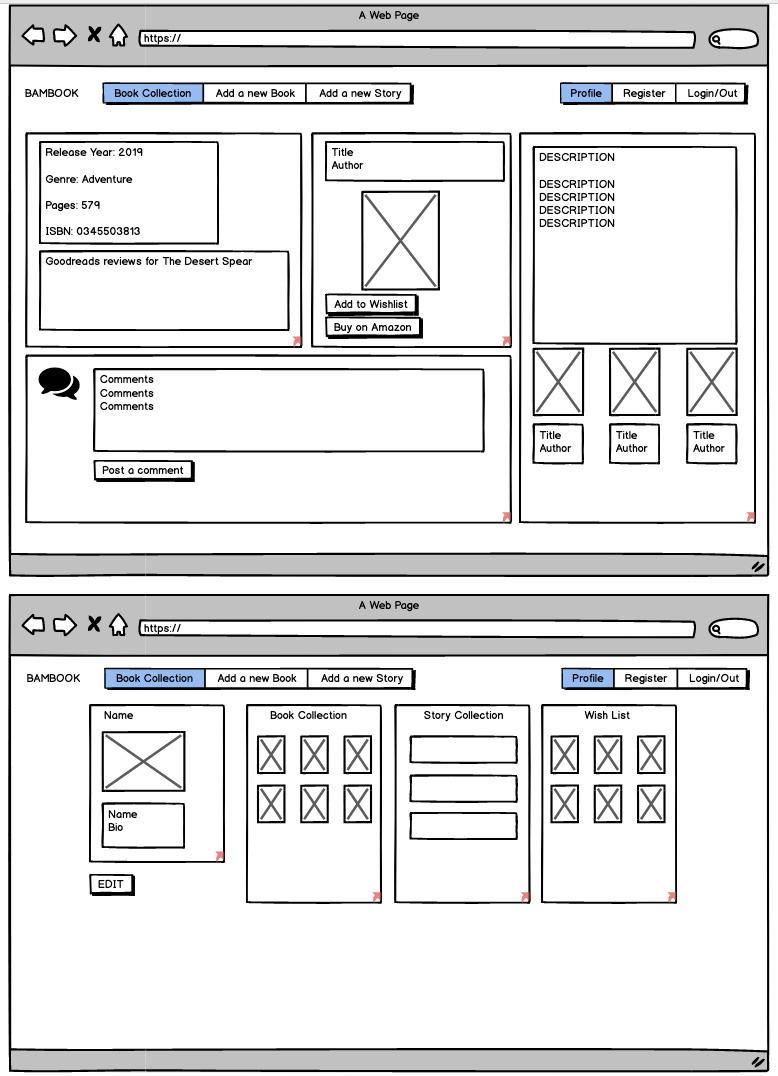 A Web Page
https://
BAMBOOK
Book Collection
Add a new Book
Add a new Story
Profile
Register
Login/Out
Release Year: 2019
Genre: Adventure
Pages: 579
ISBN: 0345503813
Goodreads reviews for The Desert Spear
Title
Author
Add to Wishlist
Buy on Amazon
Comments
Comments
Comments
Post a comment
DESCRIPTION
DESCRIPTION
DESCRIPTION
DESCRIPTION
DESCRIPTION
Title
Author
Title
Author
Title
Author
A Web Page
https://
BAMBOOK
Book Collection
Add a new Book
Add a new Story
Profile
Register
Login/Out
Name
Name
Bio
EDIT
Book Collection
Story Collection
Wish List